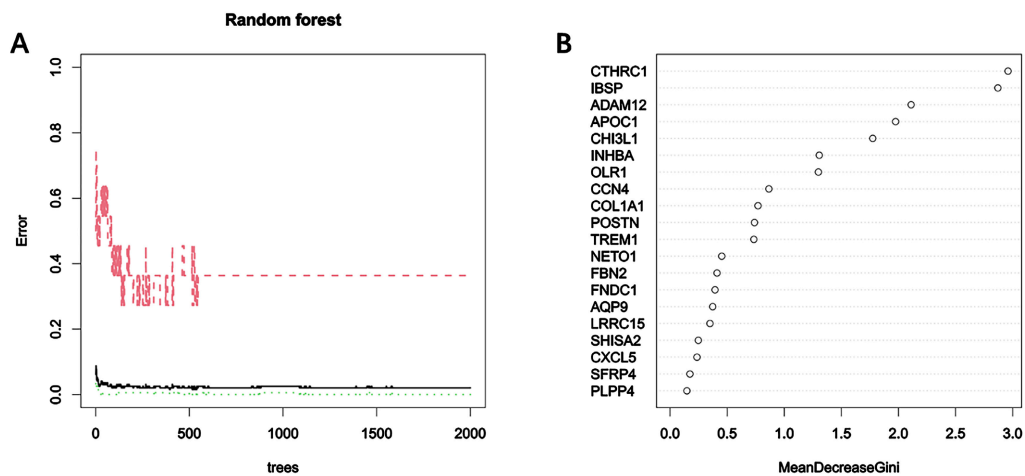 Random forest
A
Error
1.0
0.8
0.6
0.4
0.2
0.0
0
500
1000
1500
2000
trees
B
CTHRC1
IBSP
ADAM12
APOC1
CHI3L1
INHBA
OLR1
CCN4
COL1A1
POSTN
TREM1
NETO1
FBN2
FNDC1
AQP9
LRRC15
SHISA2
CXCL5
SFRP4
PLPP4
0.0
0.5
1.0
1.5
2.0
2.5
3.0
MeanDecreaseGini